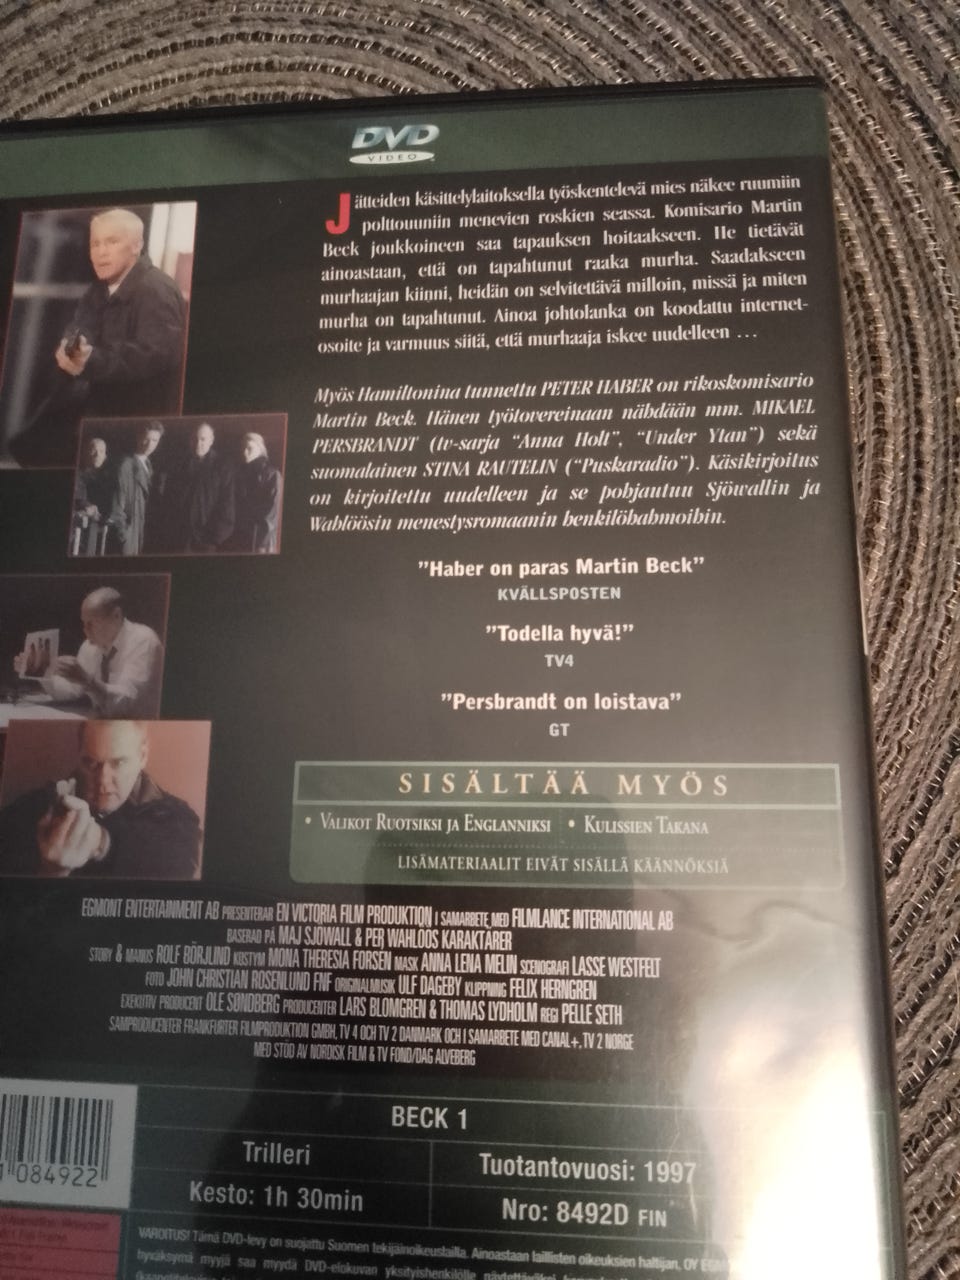 DVD
VIDEO
Jätteiden käsittelylaitoksella työskentelevä mies näkee ruumiin
polttouuniin menevien roskien seassa. Komisario Martin
Beck joukkoineen saa tapauksen hoitaakseen. He tietävät
ainoastaan, että on tapahtunut raaka murha. Saadakseen
murhaajan kiinni, heidän on selvitettävä milloin, missä ja miten
murha on tapahtunut. Ainoa johtolanka on koodattu internet-
osoite ja varmuus siitä, että murhaaja iskee uudelleen ...
Myös Hamiltonina tunnettu PETER HABER on rikoskomisario
Martin Beck. Hänen työtovereinaan nähdään mm. MIKAEL
PERSBRANDT (tv-sarja "Anna Holt", "Under Ytan") sekä
suomalainen STINA RAUTELIN ("Puskaradio"). Käsikirjoitus
on kirjoitettu uudelleen ja se pohjautuu Sjöwallin ja
Wahlöösin menestysromaanin henkilöhahmoihin.
"Haber on paras Martin Beck"
KVÄLLSPOSTEN
"Todella hyvä!"
TV4
"Persbrandt on loistava"
GT
SISÄLTÄÄ MYÖS
• VALIKOT RUOTSIKSI JA ENGLANNIKSI • KULISSIEN TAKANA
LISÄMATERIAALIT EIVÄT SISÄLLÄ KÄÄNNÖKSIÄ
EGMONT ENTERTAINMENT AB PRESENTERAR EN VICTORIA FILM PRODUKTION I SAMARBETE MED FILMLANCE INTERNATIONAL AB
BASERAD PÅ MAJ SJÖWALL & PER WAHLÖÖS KARAKTÄRER
STORY & MANUS ROLF BÖRJLIND KOSTYM MONA THERESIA FORSÉN MASK ANNA LENA MELIN SCENOGRAFI LASSE WESTFELT
FOTO JOHN CHRISTIAN ROSENLUND FNF ORIGINALMUSIK ULF DAGEBY KLIPPNING FELIX HERNGREN
EXEKUTIV PRODUCENT OLE SØNDBERG PRODUCENTER LARS BLOMGREN & THOMAS LYDHOLM REGI PELLE SETH
SAMPRODUCENTER FRANKFURTER FILMPRODUKTION GMBH, TV 4 OCH TV 2 DANMARK OCH I SAMARBETE MED CANAL+, TV 2 NORGE
MED STÖD AV NORDISK FILM & TV FOND/DAG ALVEBERG
BECK 1
Trilleri
Tuotantovuosi: 1997
Kesto: 1h 30min
Nro: 8492D FIN
084922
VAROITUS! Tämä DVD-levy on suojattu Suomen tekijäinoikeuslailla. Ainoastaan laillisten oikeuksien haltijan, OY
hyväksymä myyjä saa myydä DVD-elokuvan yksityishenkilölle